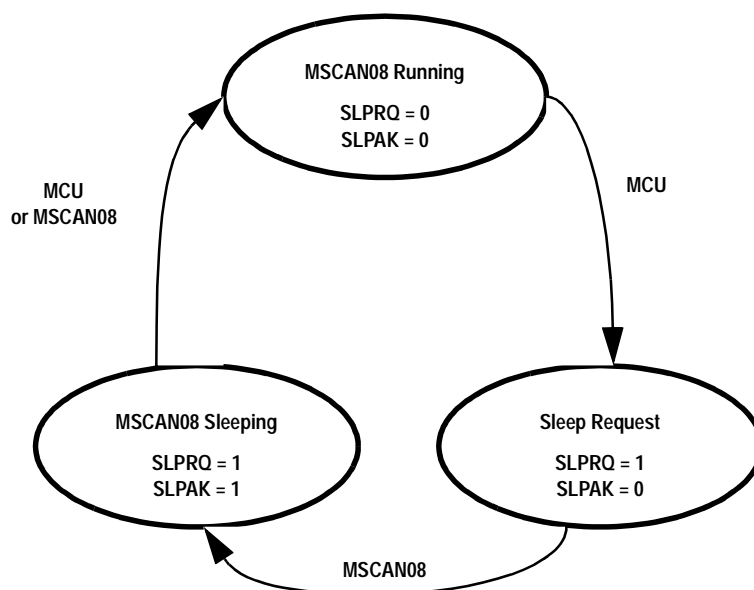 MSCAN08 Running
SLPRQ = 0
SLPAK = 0
MCU
or MSCAN08
MCU
MSCAN08 Sleeping
SLPRQ = 1
SLPAK = 1
Sleep Request
SLPRQ = 1
SLPAK = 0
MSCAN08